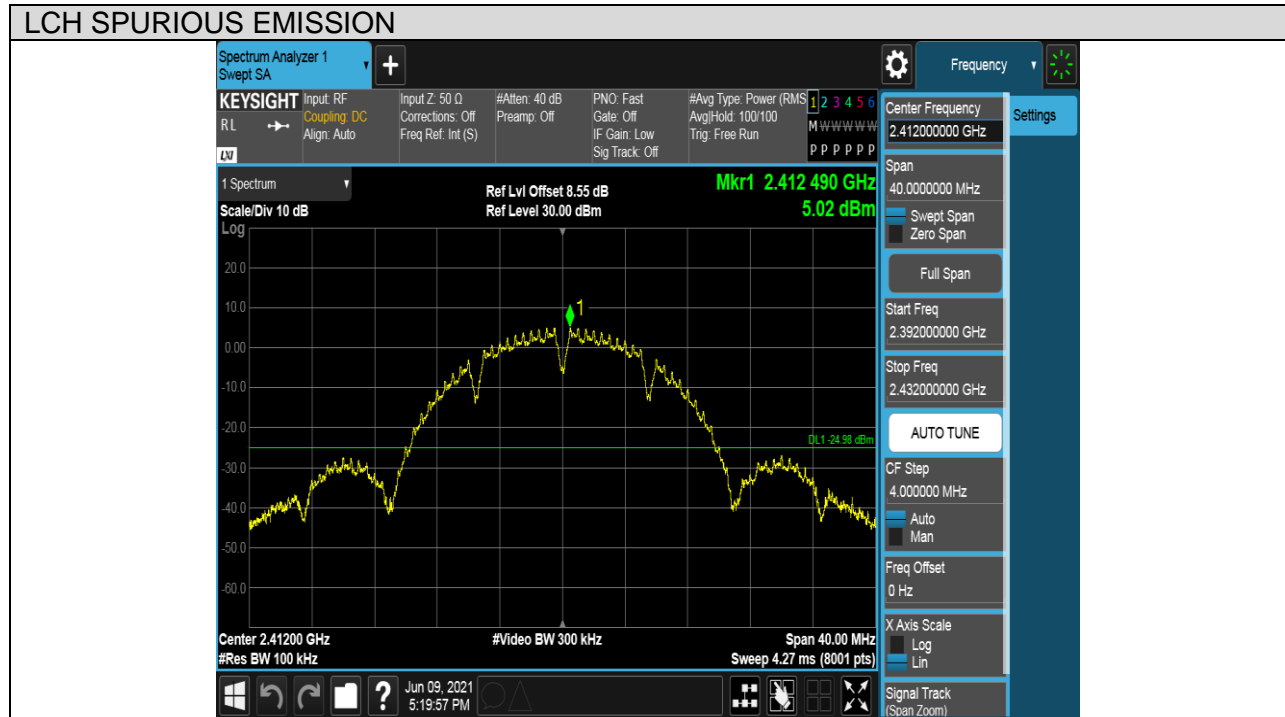 LCH SPURIOUS EMISSION
Spectrum Analyzer 1
Swept SA
+
Frequency
KEYSIGHT
RL
LXI
Input: RF
Coupling: DC
Align: Auto
Input Z: 50 Ω
Corrections: Off
Freq Ref: Int (S)
#Atten: 40 dB
Preamp: Off
PNO: Fast
Gate: Off
IF Gain: Low
Sig Track: Off
#Avg Type: Power (RMS
Avg|Hold: 100/100
Trig: Free Run
1 2 3 4 5 6
M W W W W W
P P P P P P
1 Spectrum
Scale/Div 10 dB
Ref Lvl Offset 8.55 dB
Ref Level 30.00 dBm
Mkr1 2.412 490 GHz
5.02 dBm
Log
20.0
10.0
0.00
-10.0
-20.0
-30.0
-40.0
-50.0
-60.0
1
DL1 -24.98 dBm
Center 2.41200 GHz
#Res BW 100 kHz
#Video BW 300 kHz
Span 40.00 MHz
Sweep 4.27 ms (8001 pts)
Center Frequency
2.412000000 GHz
Settings
Span
40.0000000 MHz
Swept Span
Zero Span
Full Span
Start Freq
2.392000000 GHz
Stop Freq
2.432000000 GHz
AUTO TUNE
CF Step
4.000000 MHz
Auto
Man
Freq Offset
0 Hz
X Axis Scale
Log
Lin
Signal Track
(Span Zoom)
?
Jun 09, 2021
5:19:57 PM